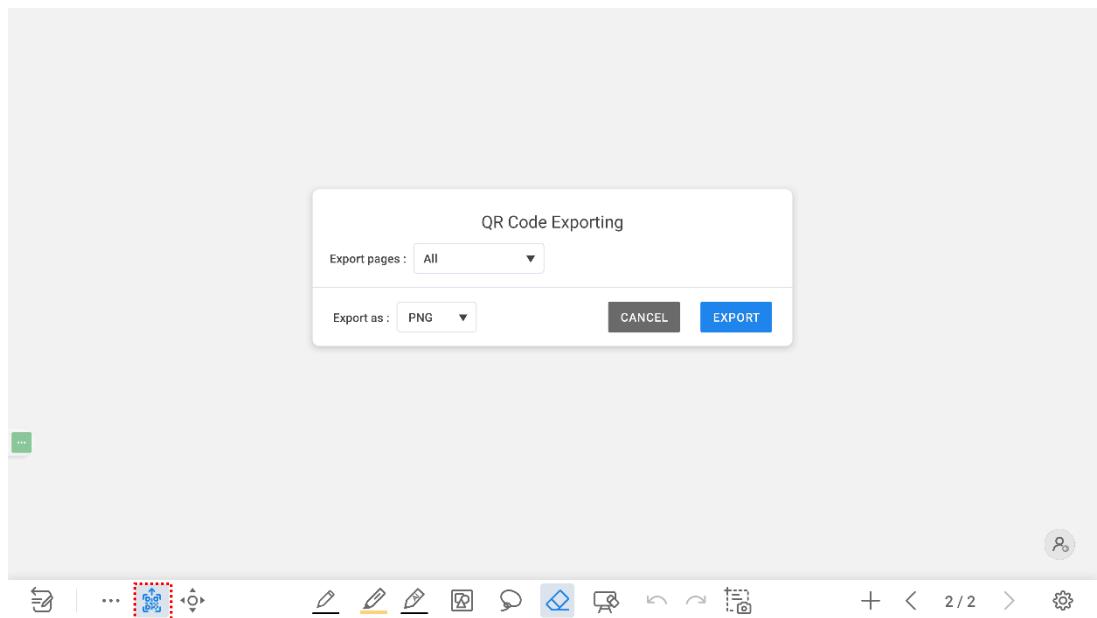 QR Code Exporting
Export pages : All
Export as : PNG CANCEL EXPORT
2 / 2